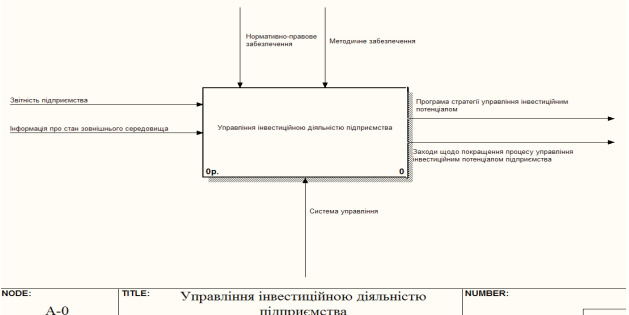 Нормативно-правове
забезпечення
Методичне забезпечення
Звітність підприємства
Інформація про стан зовнішнього середовища
Управління інвестиційною діяльністю підприємства
0р.
0
Програма стратегії управління інвестиційним
потенціалом
Заходи щодо покращення процесу управління
інвестиційним потенціалом підприємства
Система управління
NODE:
A-0
TITLE:
Управління інвестиційною діяльністю
підприємства
NUMBER: